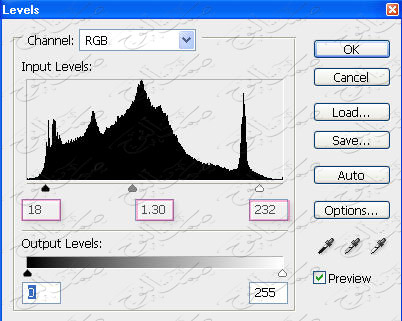 Levels
Channel: RGB
OK
Input Levels:
Cancel
Load...
Save...
Auto
18 1.30 232
Options...
Output Levels:
Preview
0 255